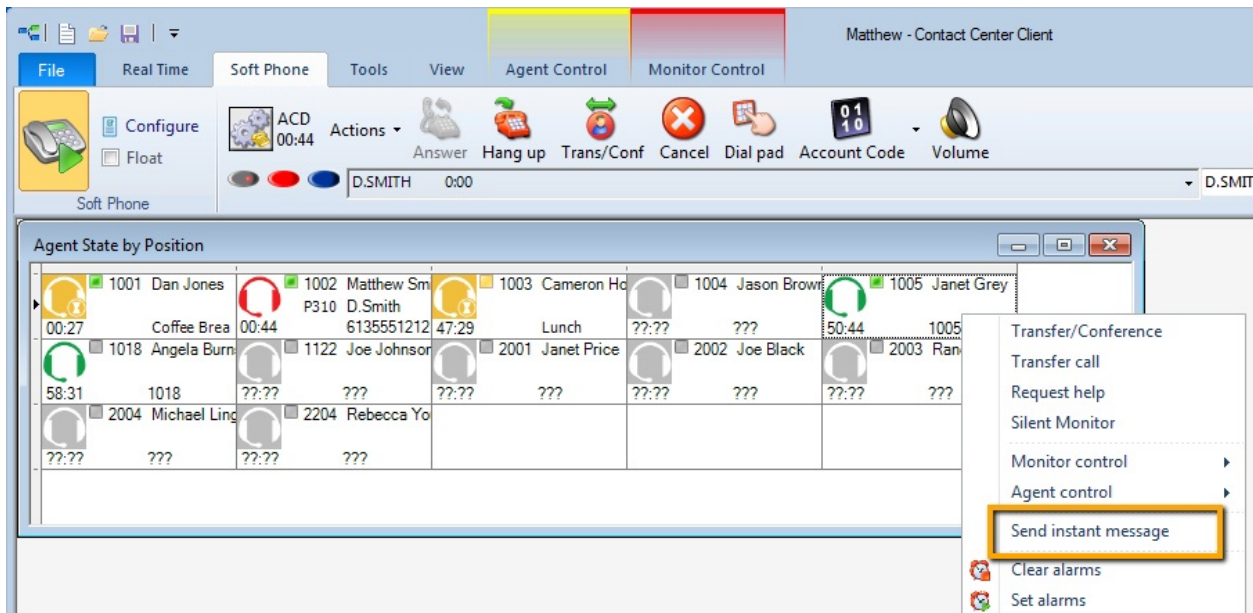 Matthew - Contact Center Client
File Real Time Soft Phone Tools View Agent Control Monitor Control
Configure
Float
Soft Phone
ACD
00:44
Actions
Answer Hang up Trans/Conf Cancel Dial pad Account Code Volume
01
10
D.SMITH 0:00 D.SMIT
Agent State by Position
1001 Dan Jones 1002 Matthew Sm 1003 Cameron Ho 1004 Jason Brown 1005 Janet Grey
P310 D.Smith
00:27 Coffee Brea 00:44 6135551212 47:29 Lunch ??:?? ??? 50:44 1005
1018 Angela Burn 1122 Joe Johnson 2001 Janet Price 2002 Joe Black 2003 Ran
58:31 1018 ??:?? ??? ??:?? ??? ??:?? ??? ??:?? ???
2004 Michael Ling 2204 Rebecca Yo
??:?? ??? ??:?? ???
Transfer/Conference
Transfer call
Request help
Silent Monitor
Monitor control
Agent control
Send instant message
Clear alarms
Set alarms